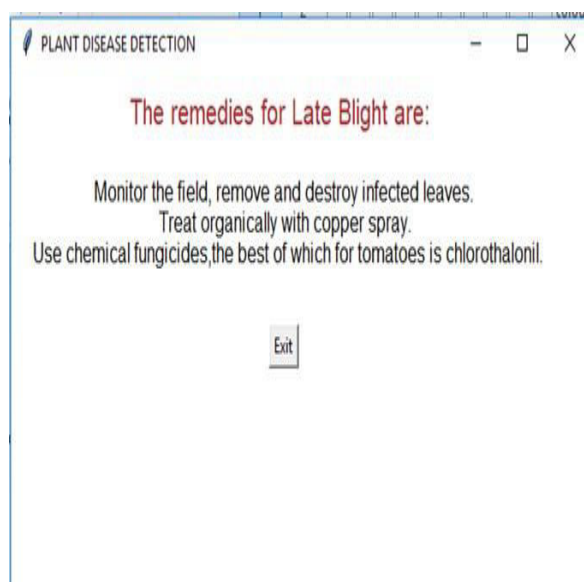 PLANT DISEASE DETECTION
The remedies for Late Blight are:
Monitor the field, remove and destroy infected leaves.
Treat organically with copper spray.
Use chemical fungicides,the best of which for tomatoes is chlorothalonil.
Exit